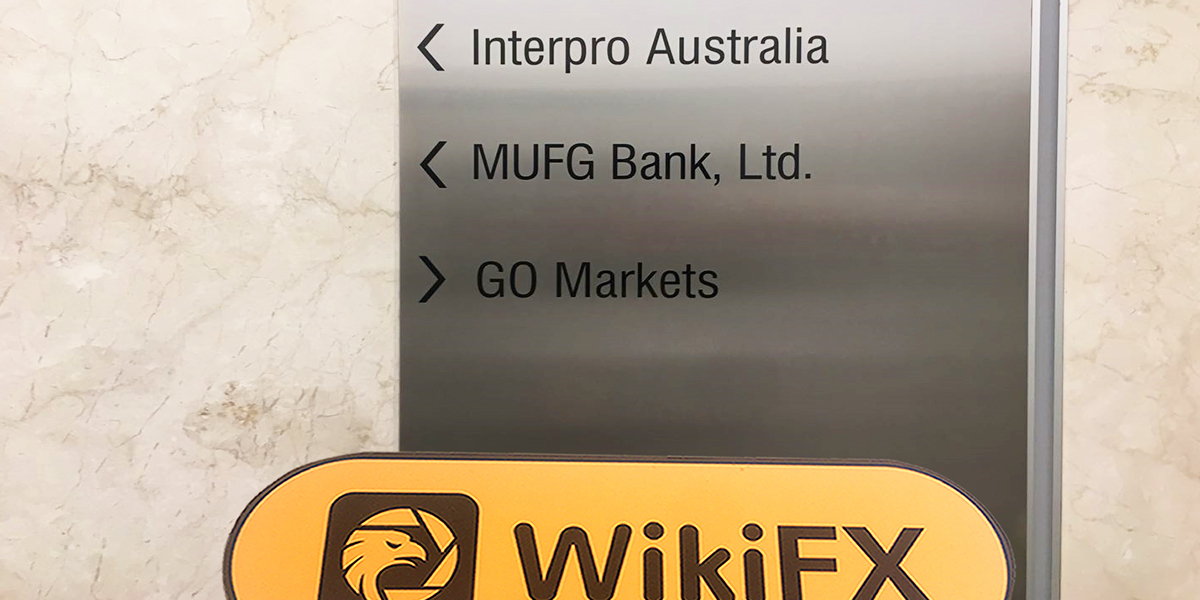 Interpro Australia
MUFG Bank, Ltd.
GO Markets
WikiFX